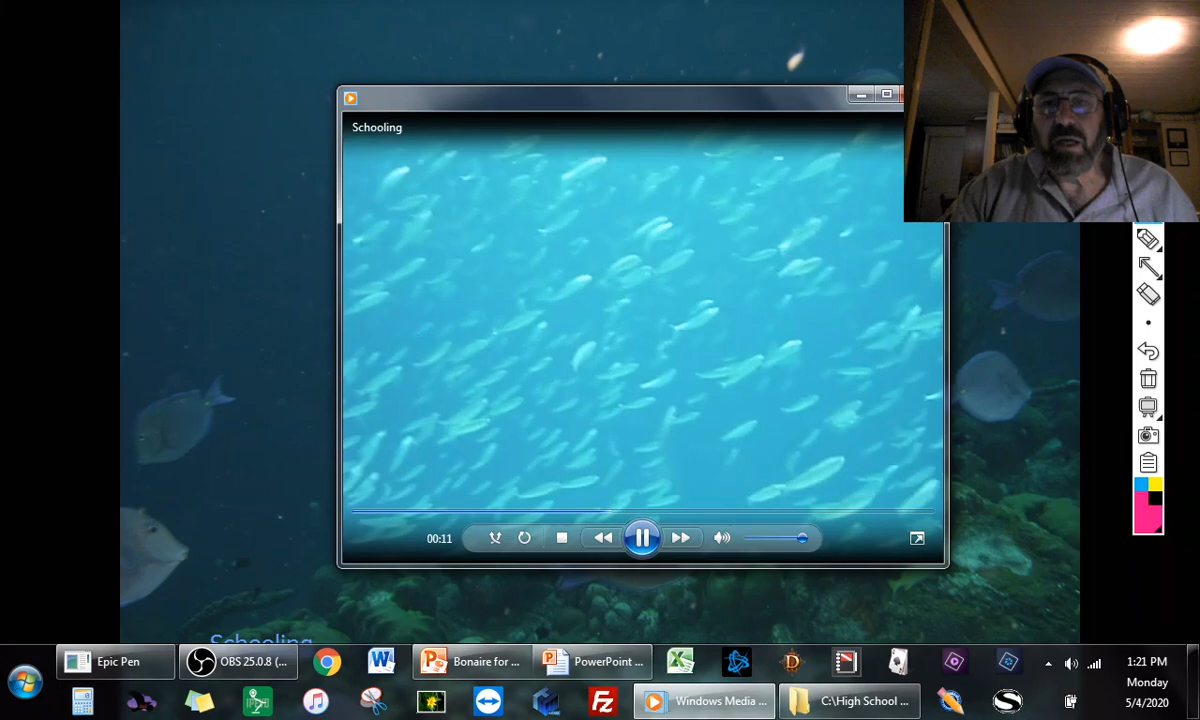 Schooling
00:11
Schooling
Epic Pen
OBS 25.0.8 (...
Bonaire for ...
PowerPoint ...
1:21 PM
Monday
Windows Media ...
C:\High School ...
5/4/2020